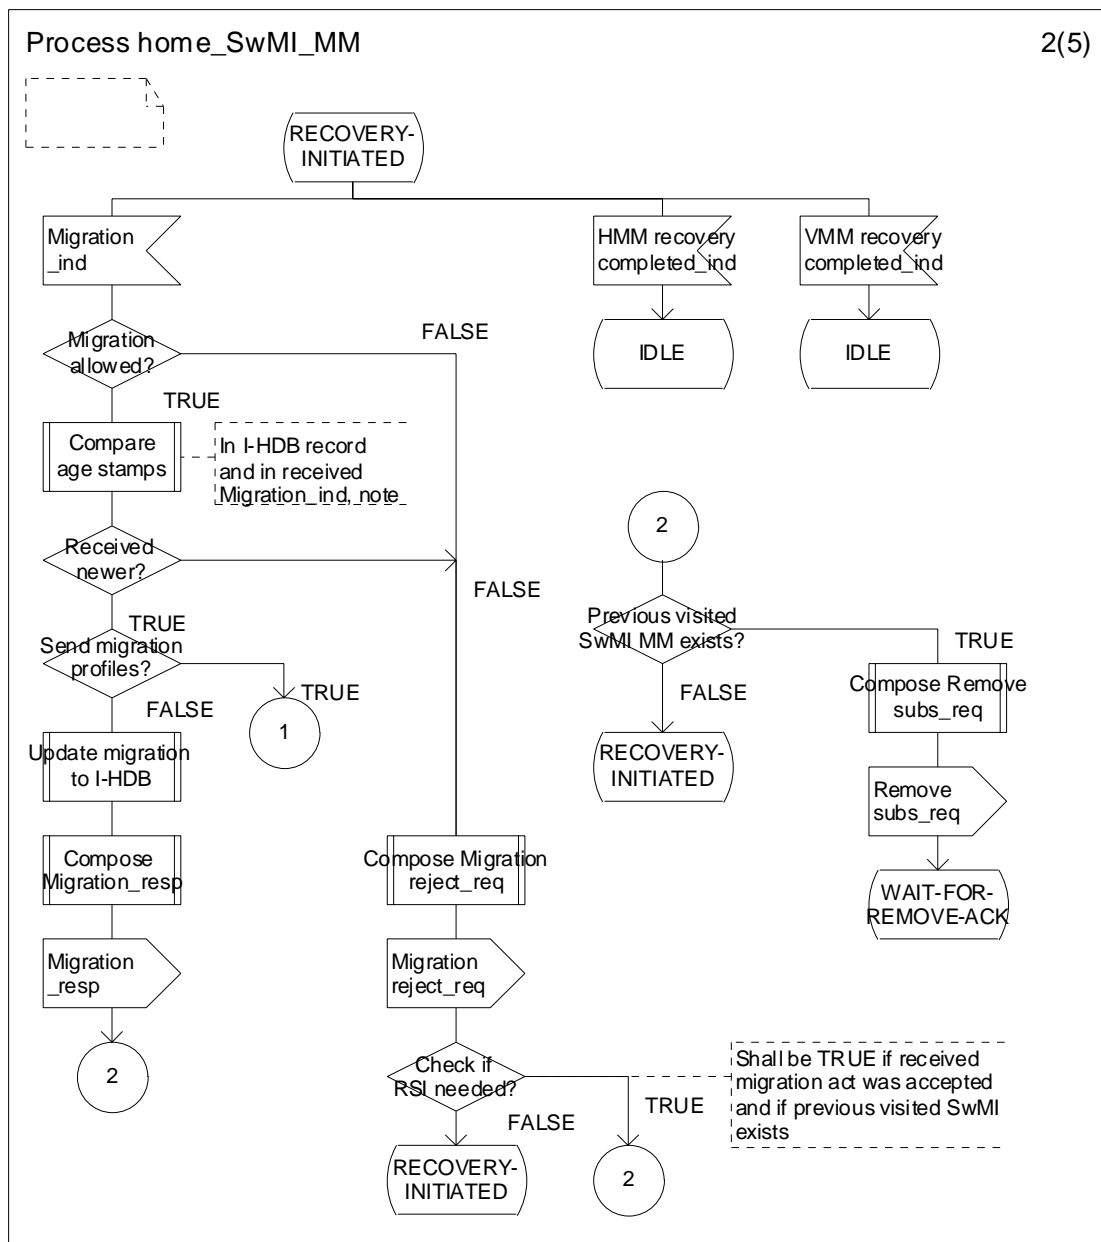 Process home_SwMI_MM
2(5)
RECOVERY-
INITIATED
Migration
_ind
HMM recovery
completed_ind
VMM recovery
completed_ind
Migration
allowed?
FALSE
IDLE
IDLE
TRUE
Compare
age stamps
In I-HDB record
and in received
Migration_ind, note
2
Received
newer?
FALSE
TRUE
Previous visited
SwMI MM exists?
TRUE
Send migration
profiles?
TRUE
FALSE
FALSE
Compose Remove
subs_req
1
Update migration
to I-HDB
RECOVERY-
INITIATED
Remove
subs_req
Compose
Migration_resp
Compose Migration
reject_req
WAIT-FOR-
REMOVE-ACK
Migration
_resp
Migration
reject_req
2
Check if
RSI needed?
Shall be TRUE if received
migration act was accepted
and if previous visited SwMI
exists
TRUE
FALSE
RECOVERY-
INITIATED
2